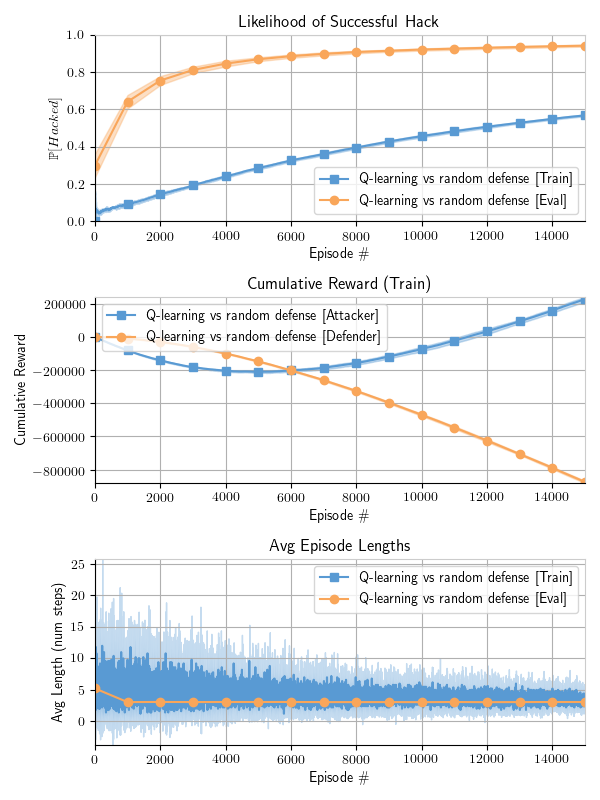 Likelihood of Successful Hack
1.0
0.8
0.6
0.4
0.2
0.0
ℙ[Hacked]
Q-learning vs random defense [Train]
Q-learning vs random defense [Eval]
0 2000 4000 6000 8000 10000 12000 14000
Episode #
Cumulative Reward (Train)
200000
0
−200000
−400000
−600000
−800000
Cumulative Reward
Q-learning vs random defense [Attacker]
Q-learning vs random defense [Defender]
0 2000 4000 6000 8000 10000 12000 14000
Episode #
Avg Episode Lengths
25
20
15
10
5
0
Avg Length (num steps)
Q-learning vs random defense [Train]
Q-learning vs random defense [Eval]
0 2000 4000 6000 8000 10000 12000 14000
Episode #